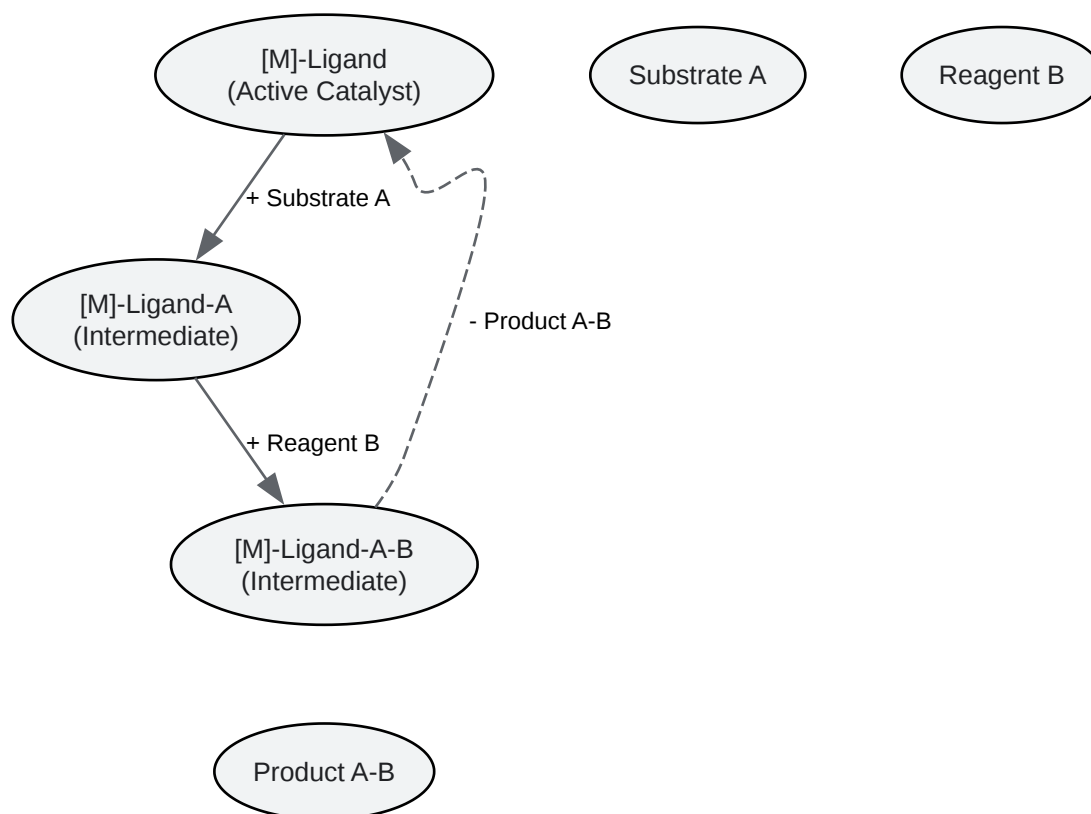 [M]-Ligand
(Active Catalyst)
Substrate A
Reagent B
+ Substrate A
[M]-Ligand-A
(Intermediate)
- Product A-B
+ Reagent B
[M]-Ligand-A-B
(Intermediate)
Product A-B